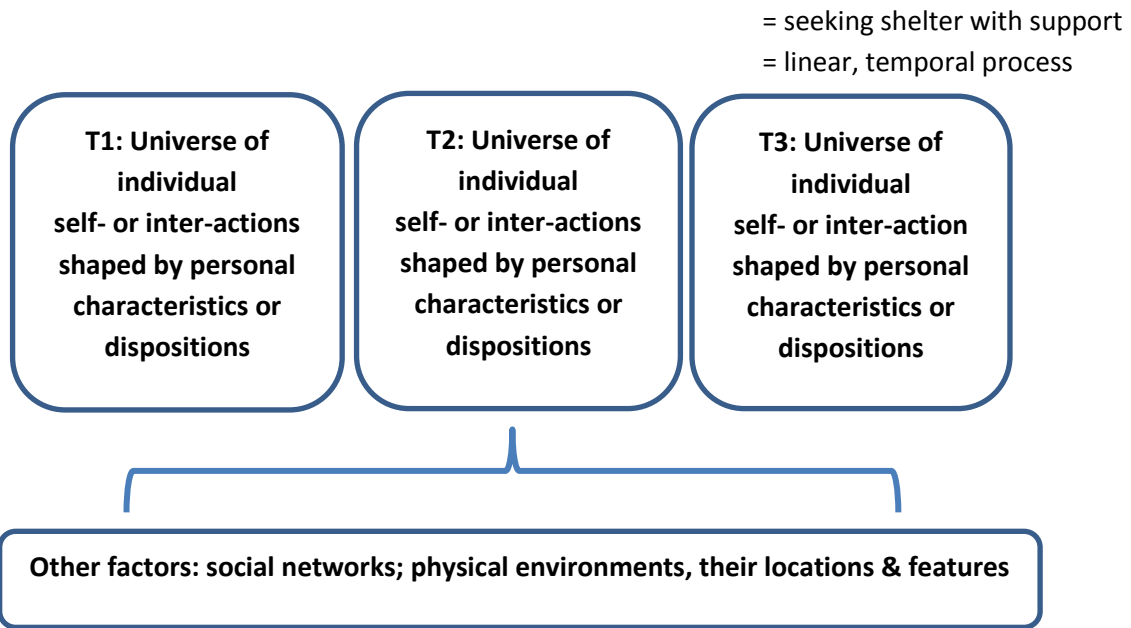 = seeking shelter with support
= linear, temporal process
T1: Universe of
individual
self- or inter-actions
shaped by personal
characteristics or
dispositions
T2: Universe of
individual
self- or inter-actions
shaped by personal
characteristics or
dispositions
T3: Universe of
individual
self- or inter-action
shaped by personal
characteristics or
dispositions
Other factors: social networks; physical environments, their locations & features